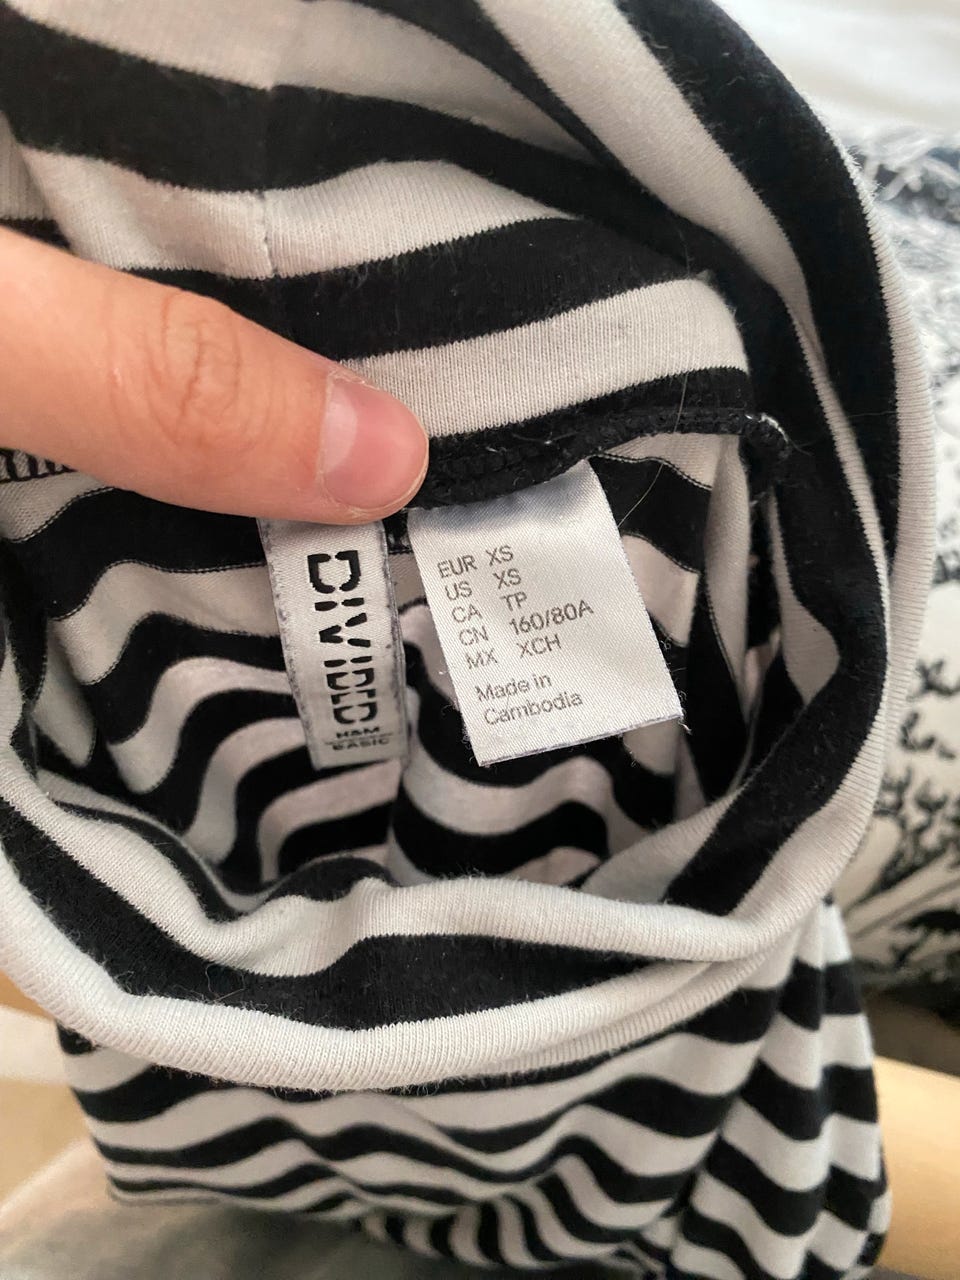 DIVIDED
H&M
BASIC
EUR XS
US XS
CA TP
CN 160/80A
MX XCH
Made in
Cambodia